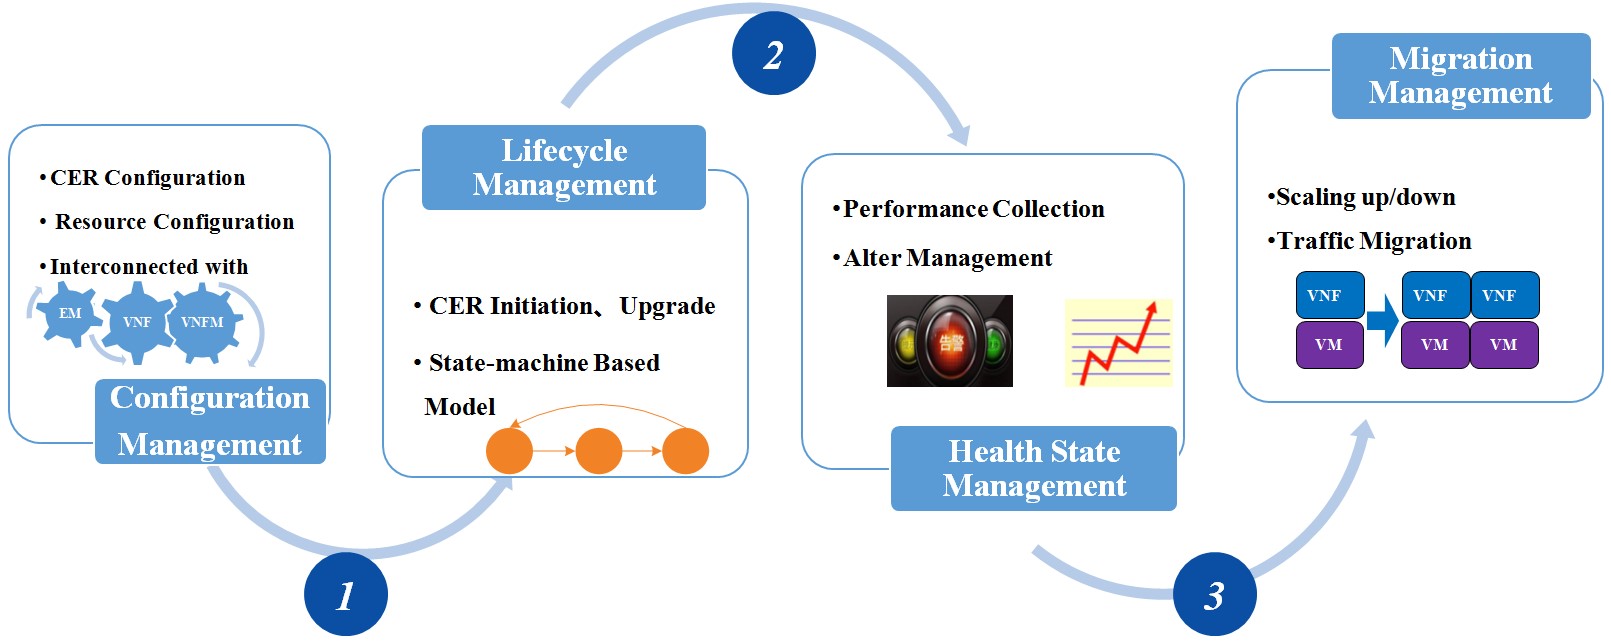 •CER Configuration
• Resource Configuration
•Interconnected with
EM
VNF
VNFM
Configuration
Management
1
Lifecycle
Management
• CER Initiation、Upgrade
• State-machine Based
Model
2
•Performance Collection
•Alter Management
告警
Health State
Management
3
Migration
Management
•Scaling up/down
•Traffic Migration
VNF
VNF
VNF
VM
VM
VM